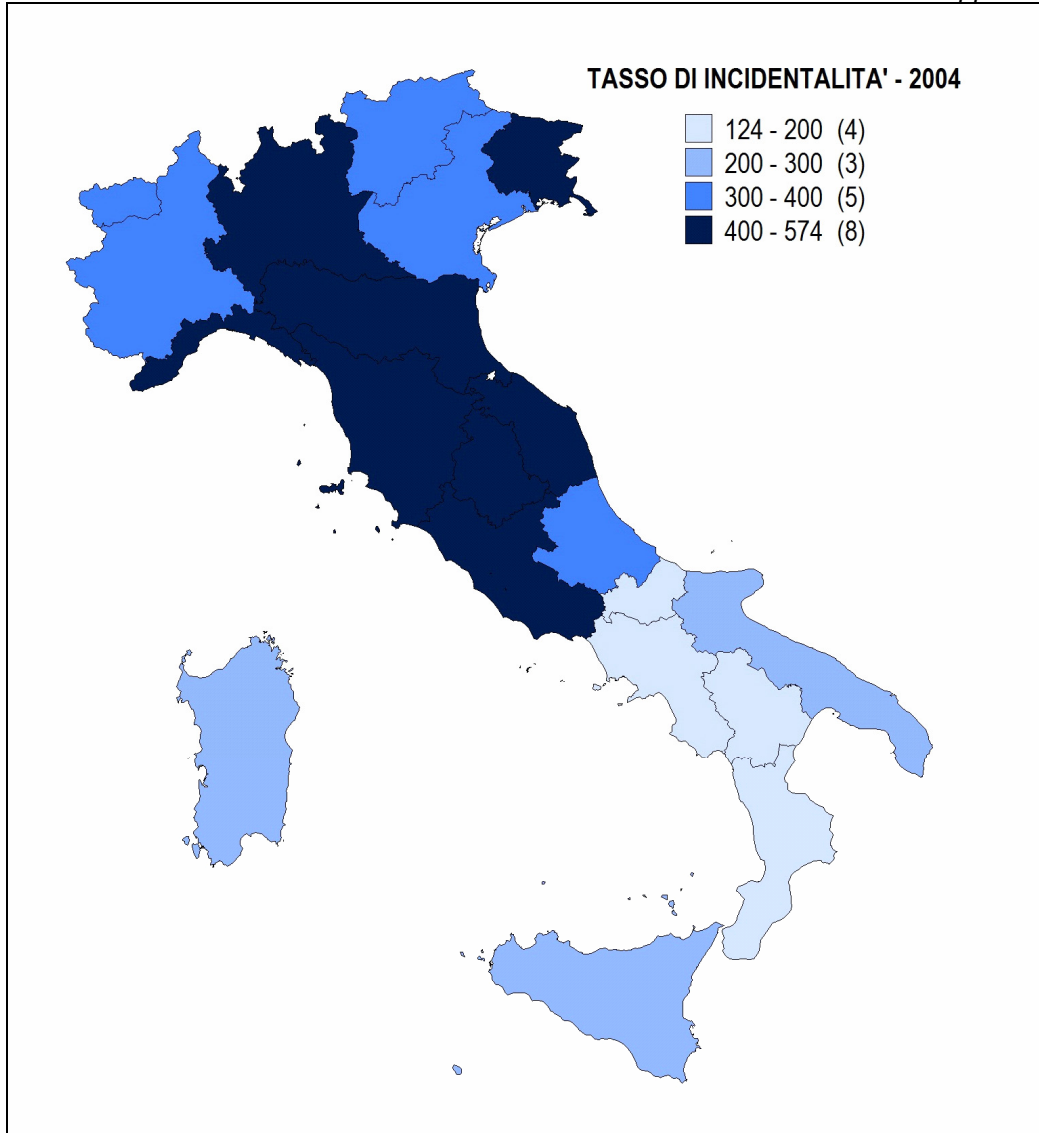 TASSO DI INCIDENTALITA' - 2004
124 - 200 (4)
200 - 300 (3)
300 - 400 (5)
400 - 574 (8)